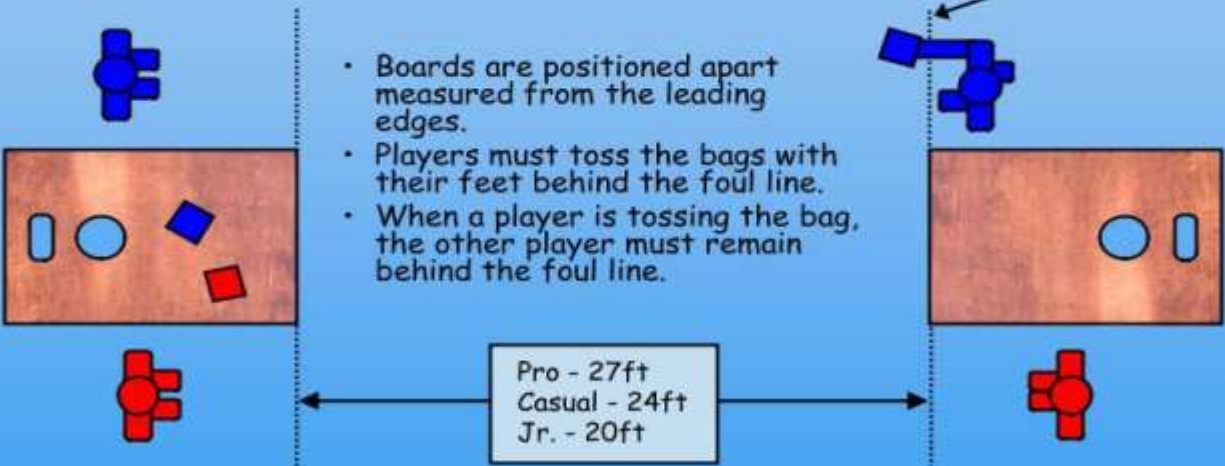 • Boards are positioned apart
measured from the leading
edges.
• Players must toss the bags with
their feet behind the foul line.
• When a player is tossing the bag,
the other player must remain
behind the foul line.
Pro - 27ft
Casual - 24ft
Jr. - 20ft